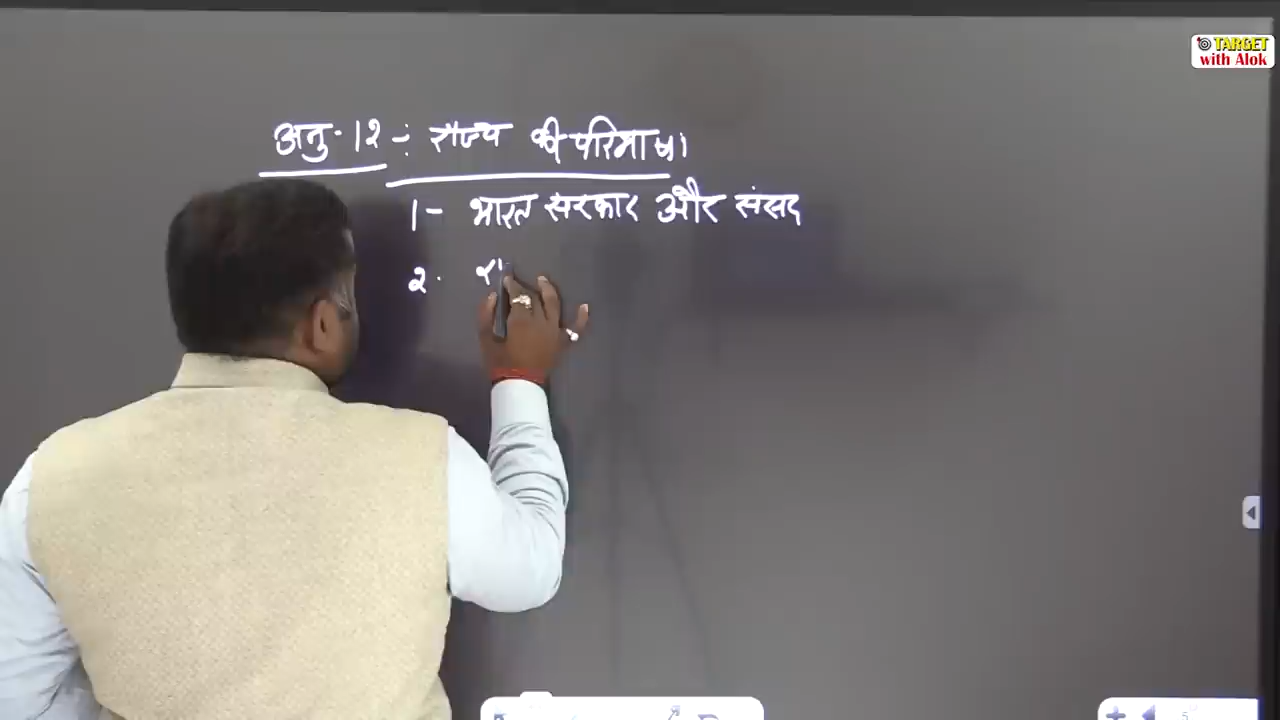 TARGET
with Alok
अनु. 12 :- राज्य की परिभाषा
1- भारत सरकार और संसद
2.